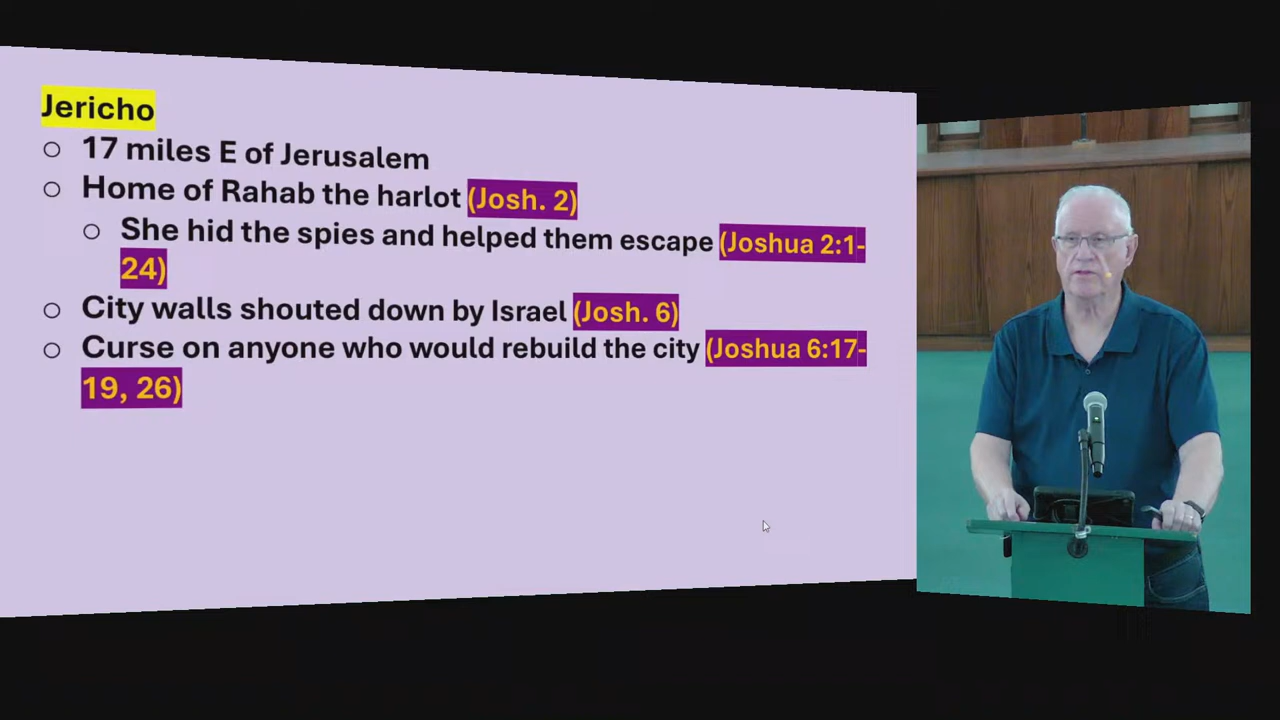 Jericho
17 miles E of Jerusalem
Home of Rahab the harlot (Josh. 2)
She hid the spies and helped them escape (Joshua 2:1-
24)
City walls shouted down by Israel (Josh. 6)
Curse on anyone who would rebuild the city (Joshua 6:17-
19, 26)